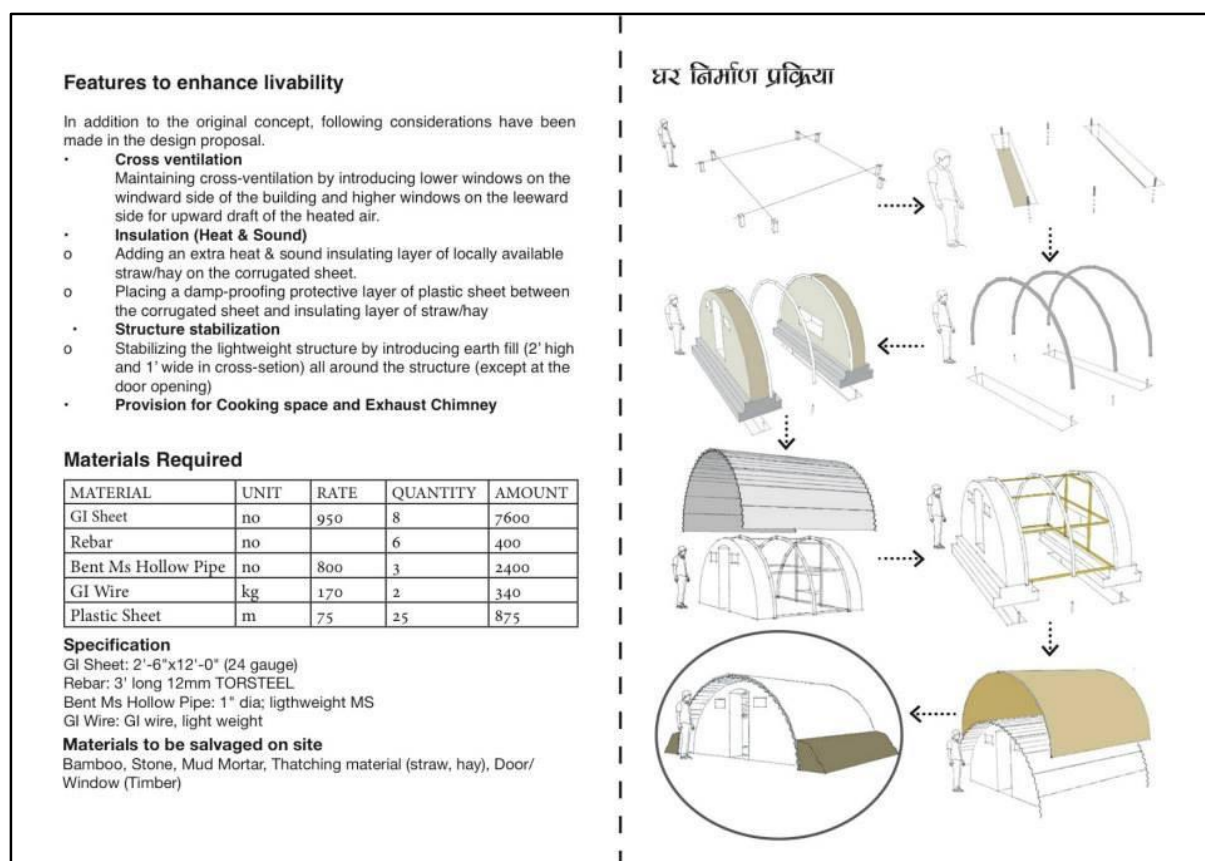 Features to enhance livability
In addition to the original concept, following considerations have been
made in the design proposal.
· Cross ventilation
Maintaining cross-ventilation by introducing lower windows on the
windward side of the building and higher windows on the leeward
side for upward draft of the heated air.
· Insulation (Heat & Sound)
o Adding an extra heat & sound insulating layer of locally available
straw/hay on the corrugated sheet.
o Placing a damp-proofing protective layer of plastic sheet between
the corrugated sheet and insulating layer of straw/hay
· Structure stabilization
o Stabilizing the lightweight structure by introducing earth fill (2' high
and 1' wide in cross-setion) all around the structure (except at the
door opening)
· Provision for Cooking space and Exhaust Chimney
Materials Required
MATERIAL UNIT RATE QUANTITY AMOUNT
GI Sheet no 950 8 7600
Rebar no 6 400
Bent Ms Hollow Pipe no 800 3 2400
GI Wire kg 170 2 340
Plastic Sheet m 75 25 875
Specification
GI Sheet: 2'-6"x12'-0" (24 gauge)
Rebar: 3' long 12mm TORSTEEL
Bent Ms Hollow Pipe: 1" dia; ligthweight MS
GI Wire: GI wire, light weight
Materials to be salvaged on site
Bamboo, Stone, Mud Mortar, Thatching material (straw, hay), Door/
Window (Timber)
घर निर्माण प्रक्रिया